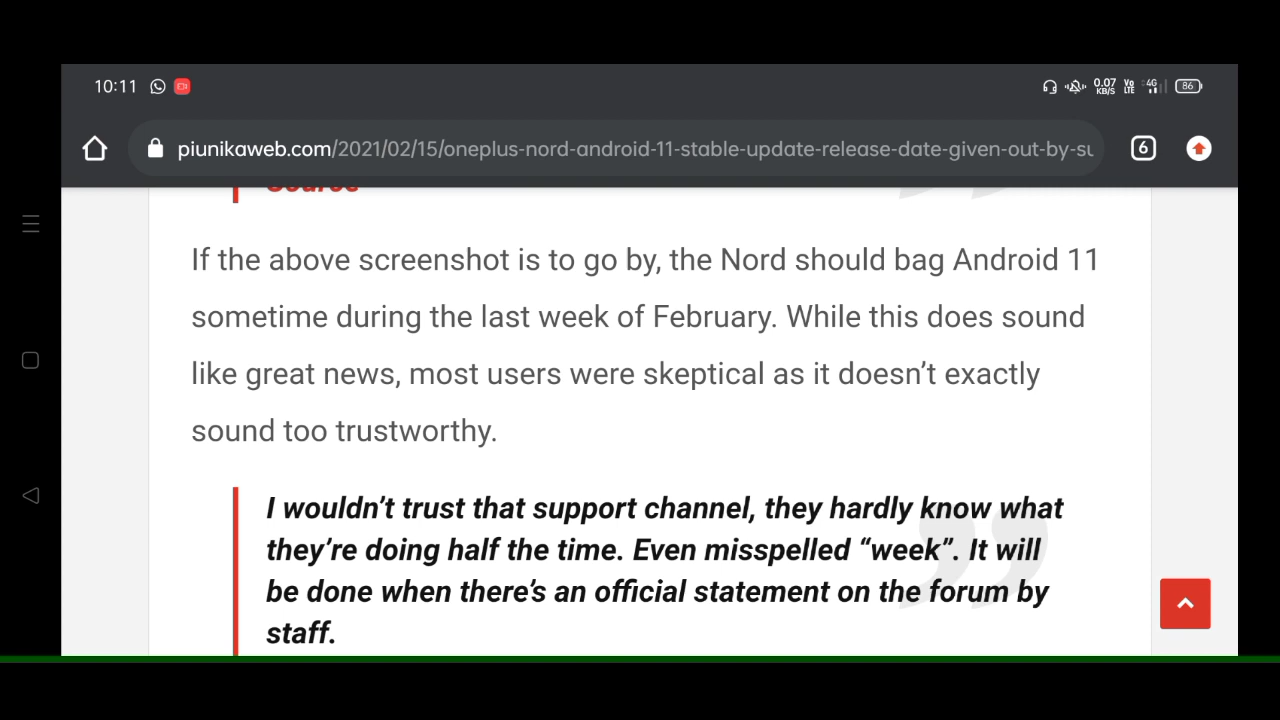 10:11 0.07 KB/S Vo LTE 4G 86
piunikaweb.com/2021/02/15/oneplus-nord-android-11-stable-update-release-date-given-out-by-su 6
Source
If the above screenshot is to go by, the Nord should bag Android 11
sometime during the last week of February. While this does sound
like great news, most users were skeptical as it doesn’t exactly
sound too trustworthy.
I wouldn’t trust that support channel, they hardly know what
they’re doing half the time. Even misspelled “week”. It will
be done when there’s an official statement on the forum by
staff.